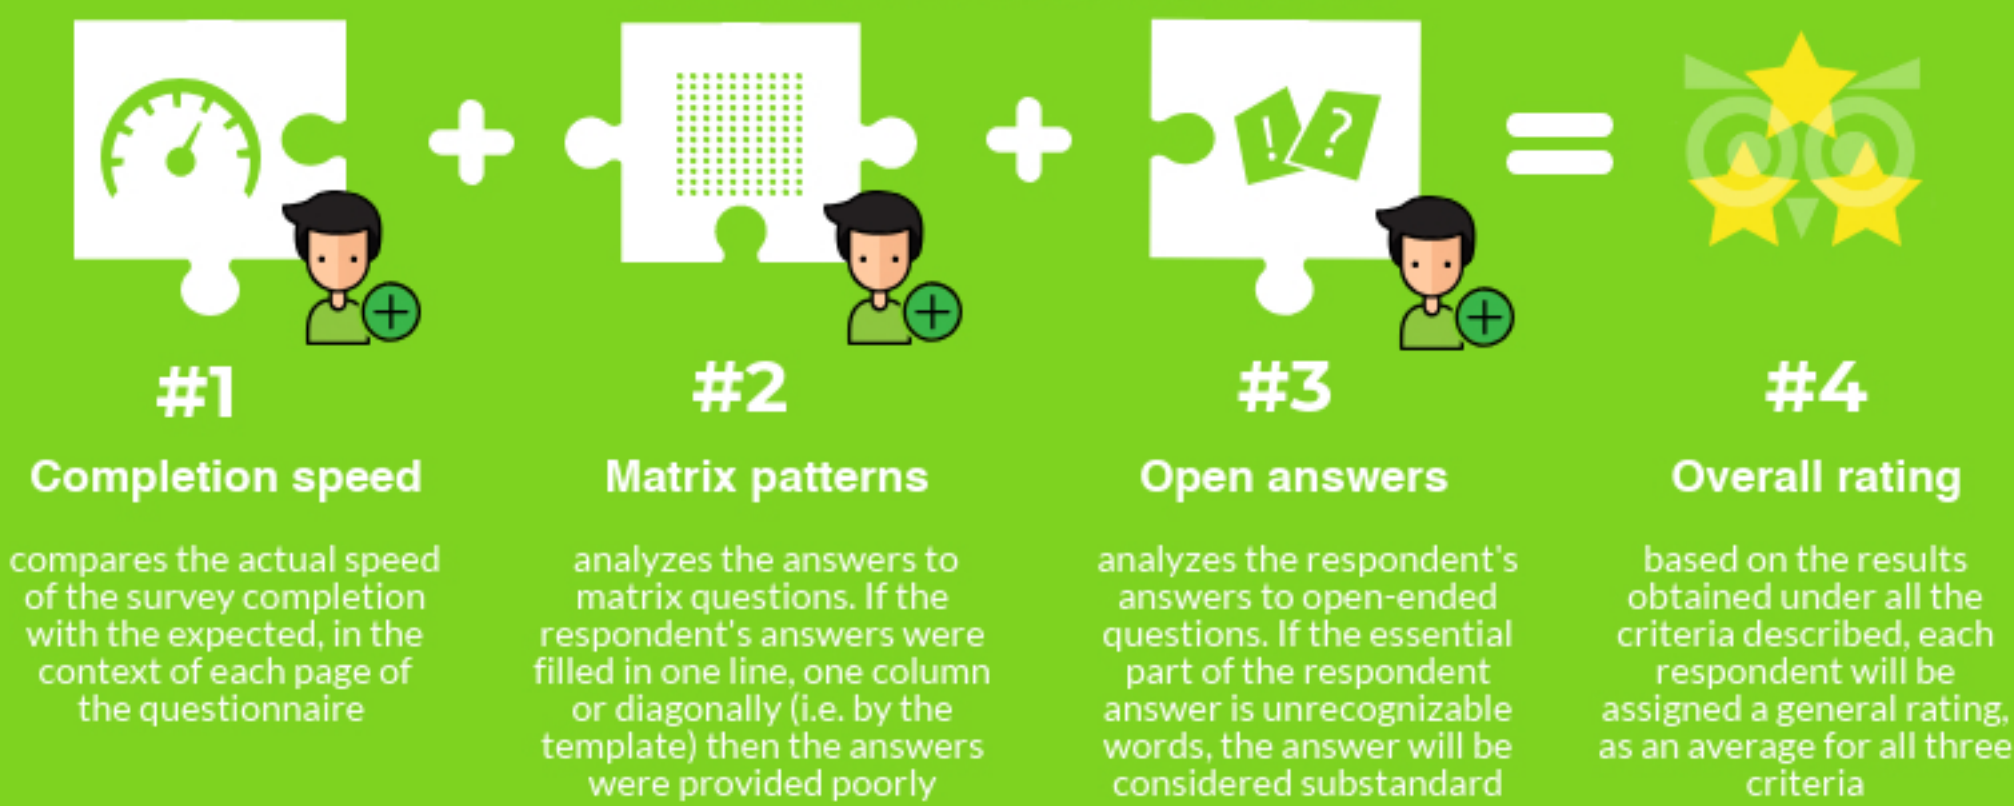 ! ?
#1
Completion speed
compares the actual speed
of the survey completion
with the expected, in the
context of each page of
the questionnaire
#2
Matrix patterns
analyzes the answers to
matrix questions. If the
respondent's answers were
filled in one line, one column
or diagonally (i.e. by the
template) then the answers
were provided poorly
#3
Open answers
analyzes the respondent's
answers to open-ended
questions. If the essential
part of the respondent
answer is unrecognizable
words, the answer will be
considered substandard
#4
Overall rating
based on the results
obtained under all the
criteria described, each
respondent will be
assigned a general rating,
as an average for all three
criteria